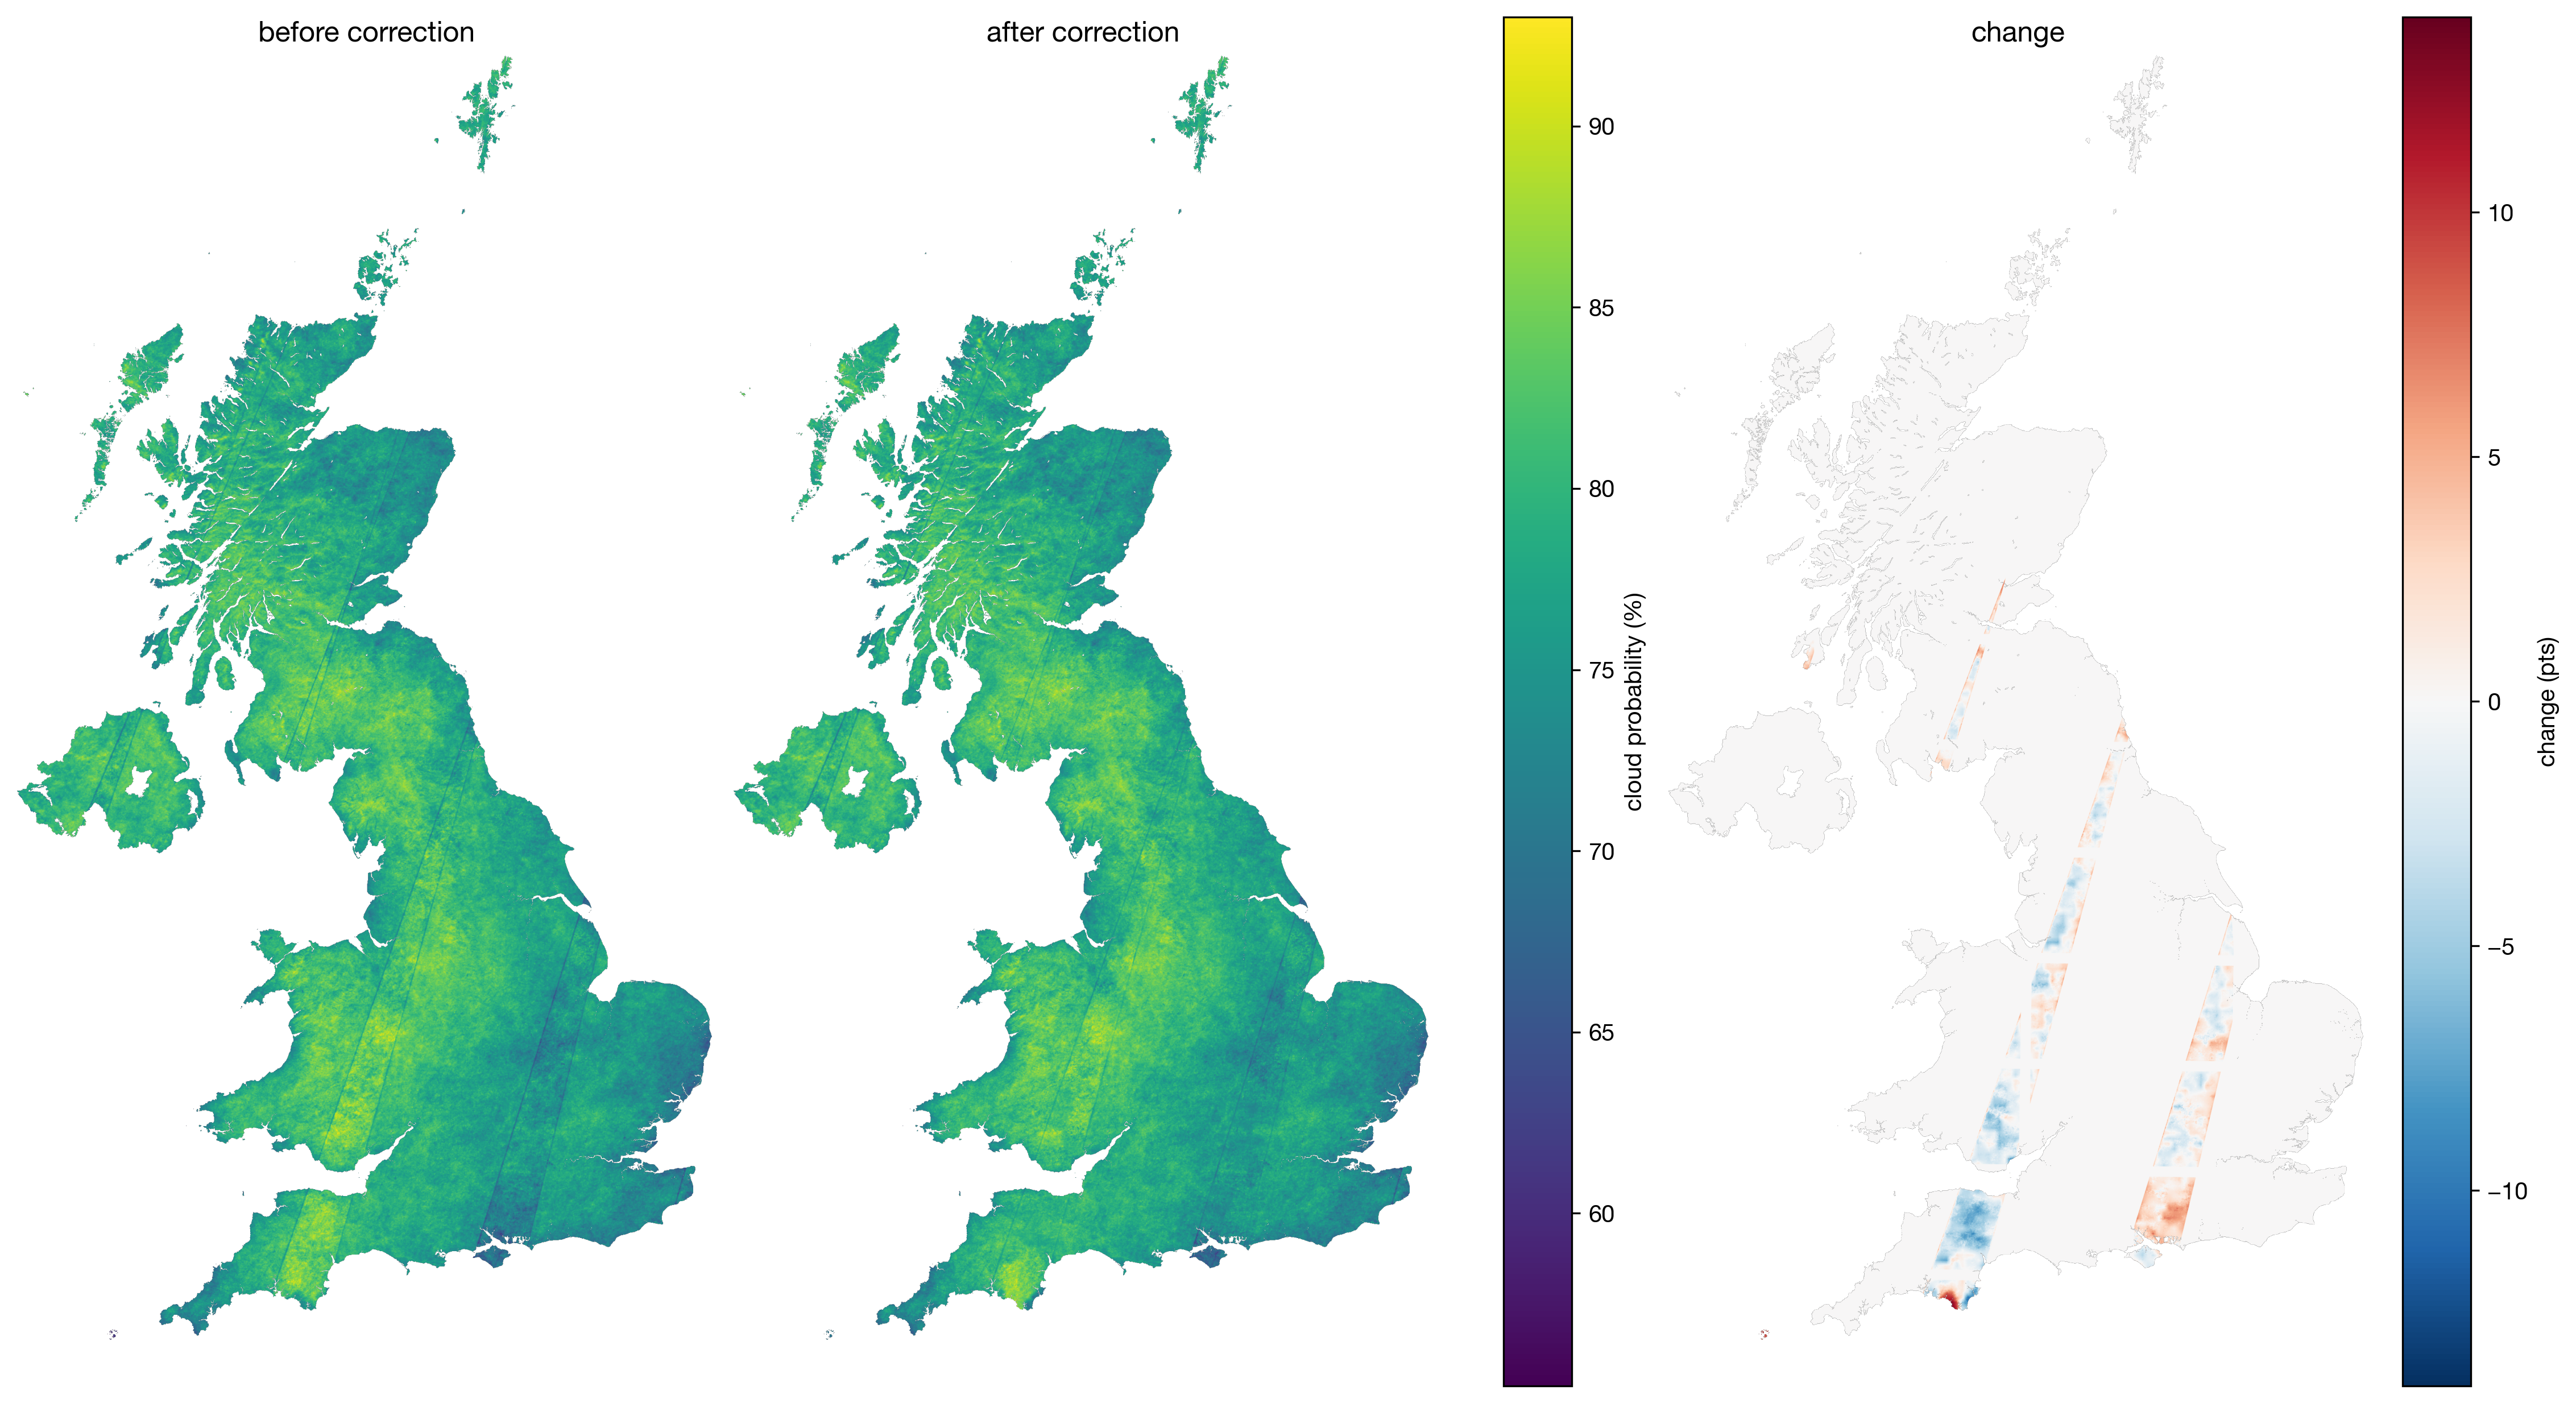 before correction
after correction
change
90
85
80
75
70
65
60
cloud probability (%)
10
5
0
−5
−10
change (pts)